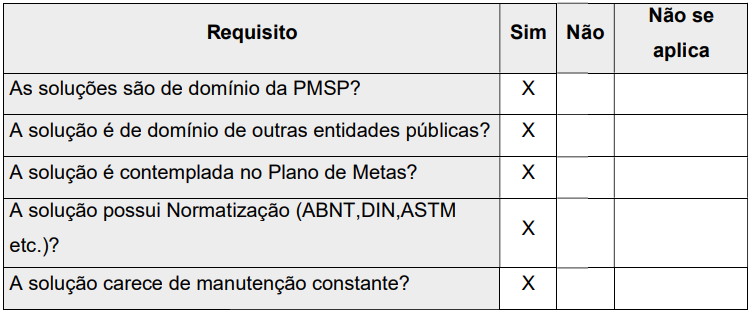 Requisito Sim Não Não se
aplica
As soluções são de domínio da PMSP? X
A solução é de domínio de outras entidades públicas? X
A solução é contemplada no Plano de Metas? X
A solução possui Normatização (ABNT,DIN,ASTM
etc.)? X
A solução carece de manutenção constante? X